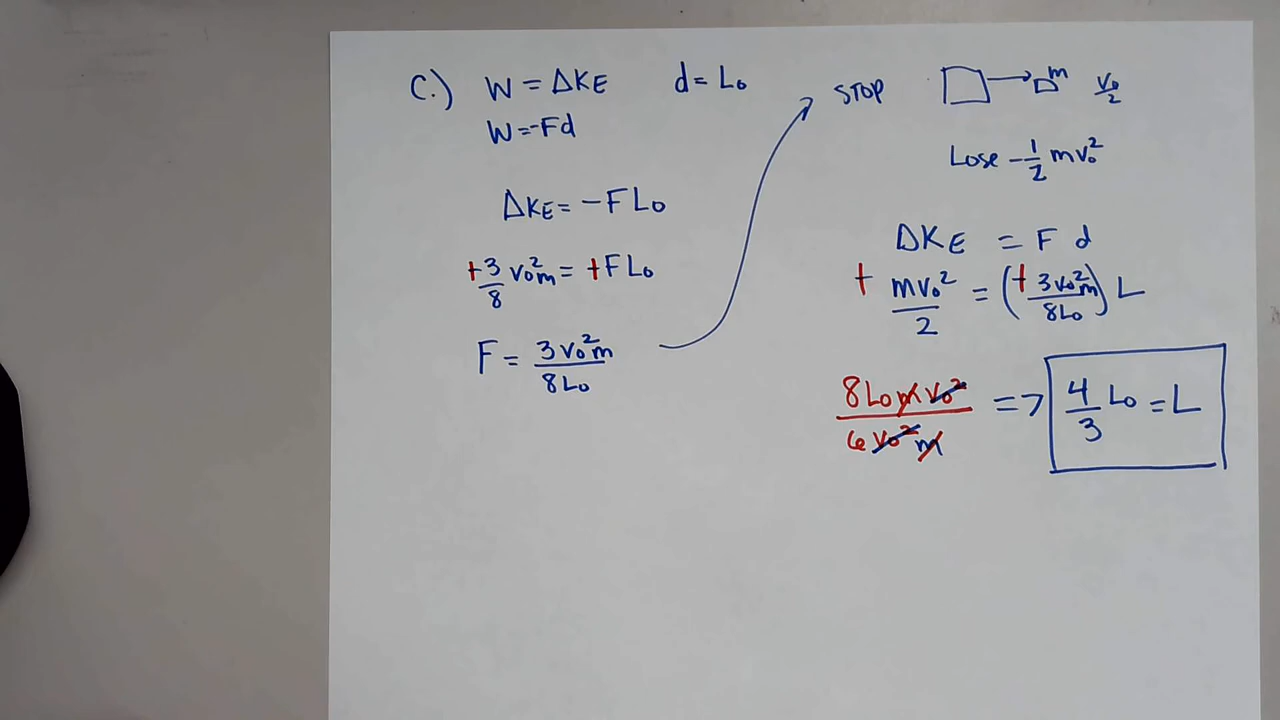 C.) W = ΔKE d = L₀
W = -Fd
ΔKE = -FL₀
+3/8 v₀²m = +FL₀
F = 3v₀²m/8L₀
STOP m v₀/2
Lose -1/2 mv₀²
ΔKE = F d
+ mv₀²/2 = (+ 3v₀²m/8L₀) L
8L₀mv₀²/6v₀²m => 4/3 L₀ = L